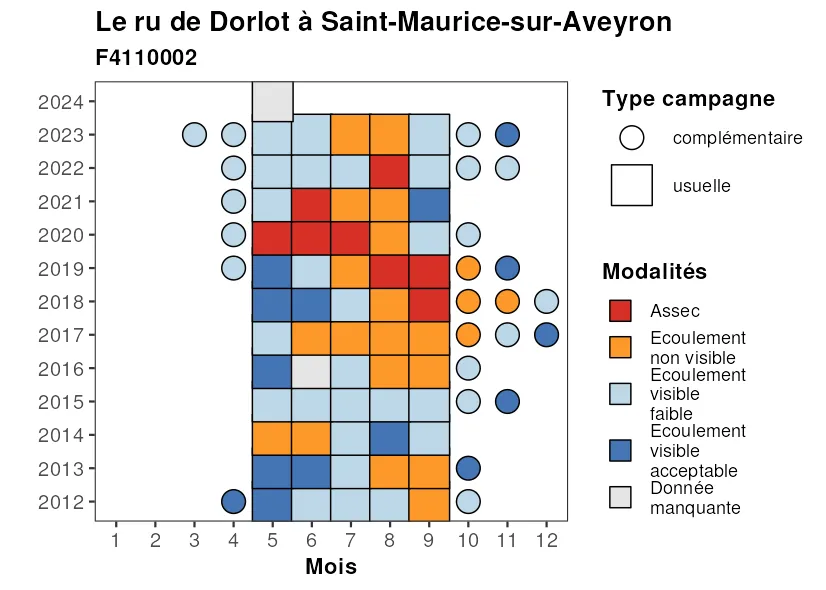 Le ru de Dorlot à Saint-Maurice-sur-Aveyron
F4110002
2024
2023
2022
2021
2020
2019
2018
2017
2016
2015
2014
2013
2012
1 2 3 4 5 6 7 8 9 10 11 12
Mois
Type campagne
complémentaire
usuelle
Modalités
Assec
Ecoulement
non visible
Ecoulement
visible
faible
Ecoulement
visible
acceptable
Donnée
manquante